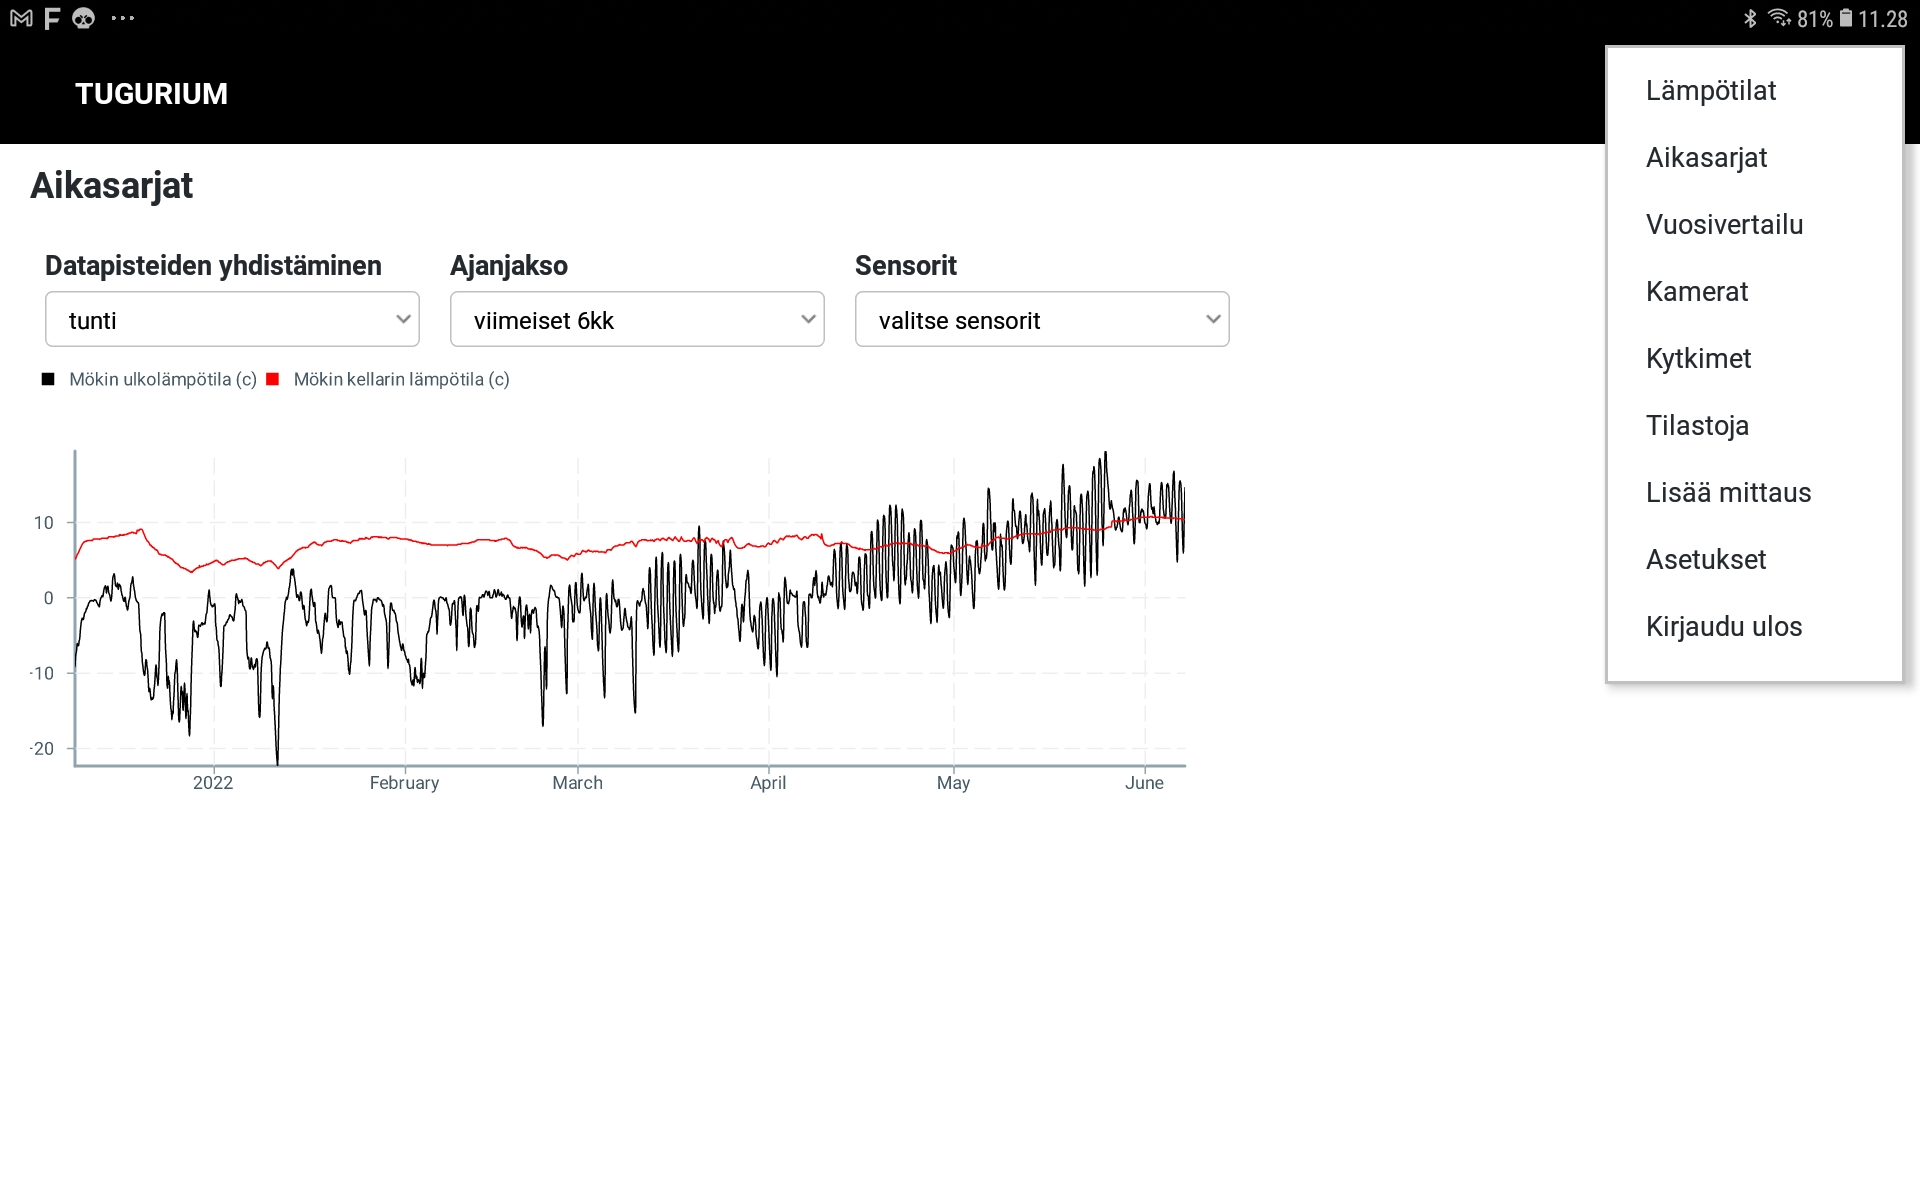 81% 11.28
TUGURIUM
Aikasarjat
Datapisteiden yhdistäminen
tunti
Ajanjakso
viimeiset 6kk
Sensorit
valitse sensorit
Mökin ulkolämpötila (c) Mökin kellarin lämpötila (c)
10
0
-10
-20
2022 February March April May June
Lämpötilat
Aikasarjat
Vuosivertailu
Kamerat
Kytkimet
Tilastoja
Lisää mittaus
Asetukset
Kirjaudu ulos